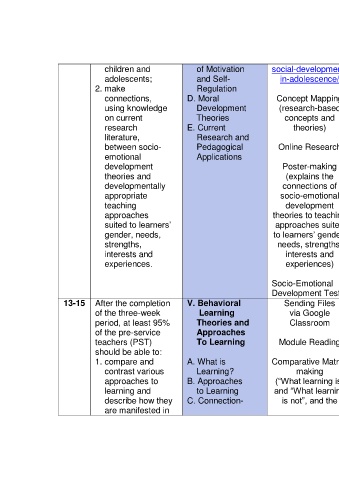 children and
adolescents;
2. make
connections,
using knowledge
on current
research
literature,
between socio-
emotional
development
theories and
developmentally
appropriate
teaching
approaches
suited to learners'
gender, needs,
strengths,
interests and
experiences.
of Motivation
and Self-
Regulation
D. Moral
Development
Theories
E. Current
Research and
Pedagogical
Applications
social-developmen
in-adolescence/
Concept Mapping
(research-based
concepts and
theories)
Online Research
Poster-making
(explains the
connections of
socio-emotional
development
theories to teachin
approaches suite
to learners' gende
needs, strengths
interests and
experiences)
Socio-Emotional
Development Test
13-15
After the completion
of the three-week
period, at least 95%
of the pre-service
teachers (PST)
should be able to:
1. compare and
contrast various
approaches to
learning and
describe how they
are manifested in
V. Behavioral
Learning
Theories and
Approaches
To Learning
A. What is
Learning?
B. Approaches
to Learning
C. Connection-
Sending Files
via Google
Classroom
Module Reading
Comparative Matr
making
("What learning is
and "What learnin
is not", and the